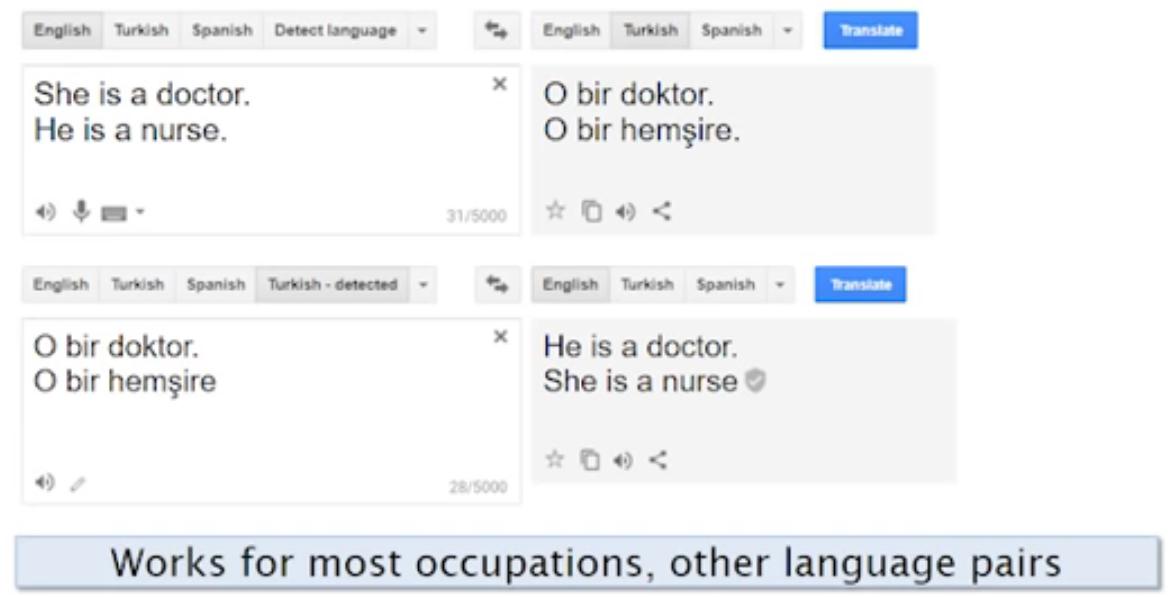 English Turkish Spanish Detect language English Turkish Spanish Translate
She is a doctor.
He is a nurse.
31/5000
O bir doktor.
O bir hemşire.
English Turkish Spanish Turkish - detected English Turkish Spanish Translate
O bir doktor.
O bir hemşire
28/5000
He is a doctor.
She is a nurse
Works for most occupations, other language pairs